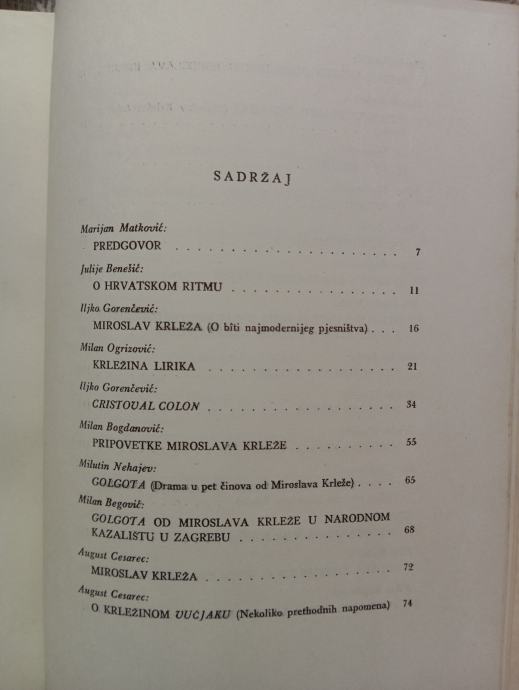 SADRŽAJ
Marijan Matković:
PREDGOVOR . . . . . . . . . . . . . . . . . . 7
Julije Benešić:
O HRVATSKOM RITMU . . . . . . . . . . . . . . 11
Iljko Gorenčević:
MIROSLAV KRLEŽA (O biti najmodernijeg pjesništva) . . . 16
Milan Ogrizović:
KRLEŽINA LIRIKA . . . . . . . . . . . . . . . . 21
Iljko Gorenčević:
CRISTOVAL COLON . . . . . . . . . . . . . . . . 34
Milan Bogdanović:
PRIPOVETKE MIROSLAVA KRLEŽE . . . . . . . . . . 55
Milutin Nehajev:
GOLGOTA (Drama u pet činova od Miroslava Krleže) . . . . 65
Milan Begović:
GOLGOTA OD MIROSLAVA KRLEŽE U NARODNOM
KAZALIŠTU U ZAGREBU . . . . . . . . . . . . . . 68
August Cesarec:
MIROSLAV KRLEŽA . . . . . . . . . . . . . . . . 72
August Cesarec:
O KRLEŽINOM VUČJAKU (Nekoliko prethodnih napomena) 74